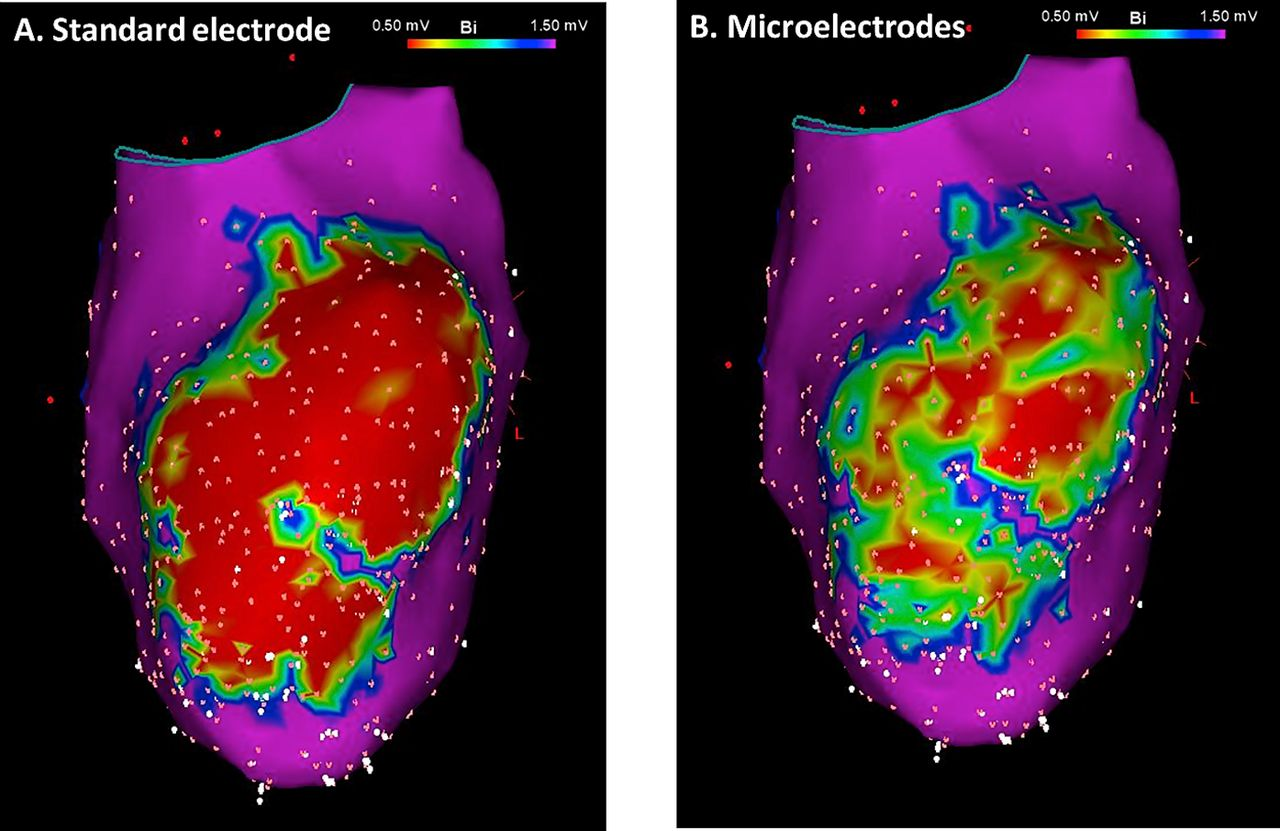 A. Standard electrode
0.50 mV Bi 1.50 mV
L
B. Microelectrodes
0.50 mV Bi 1.50 mV
L